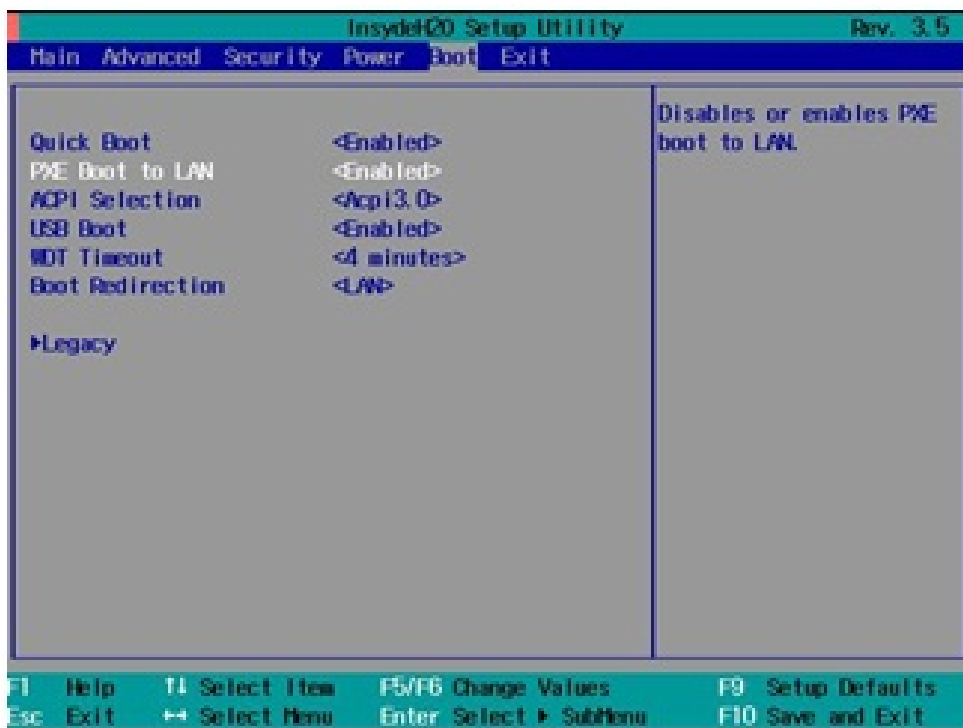 InsydeH2O Setup Utility Rev. 3.5
Main Advanced Security Power Boot Exit
Quick Boot <Enabled>
PXE Boot to LAN <Enabled>
ACPI Selection <Acpi3.0>
USB Boot <Enabled>
WDT Timeout <4 minutes>
Boot Redirection <LAN>
▶Legacy
Disables or enables PXE
boot to LAN.
F1 Help ↑↓ Select Item F5/F6 Change Values F9 Setup Defaults
Esc Exit ↔ Select Menu Enter Select ▶ SubMenu F10 Save and Exit